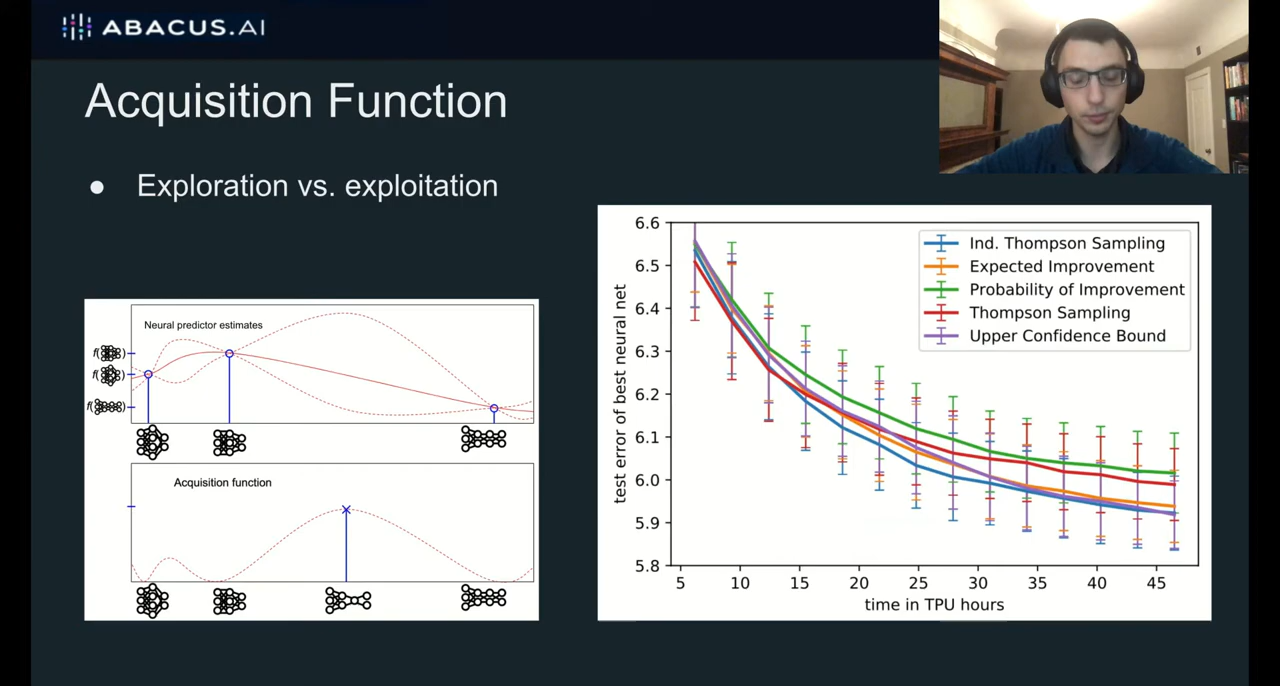 ABACUS.AI
Acquisition Function
● Exploration vs. exploitation
Neural predictor estimates
f( )
f( )
f( )
Acquisition function
test error of best neural net
6.6
6.5
6.4
6.3
6.2
6.1
6.0
5.9
5.8
Ind. Thompson Sampling
Expected Improvement
Probability of Improvement
Thompson Sampling
Upper Confidence Bound
5 10 15 20 25 30 35 40 45
time in TPU hours